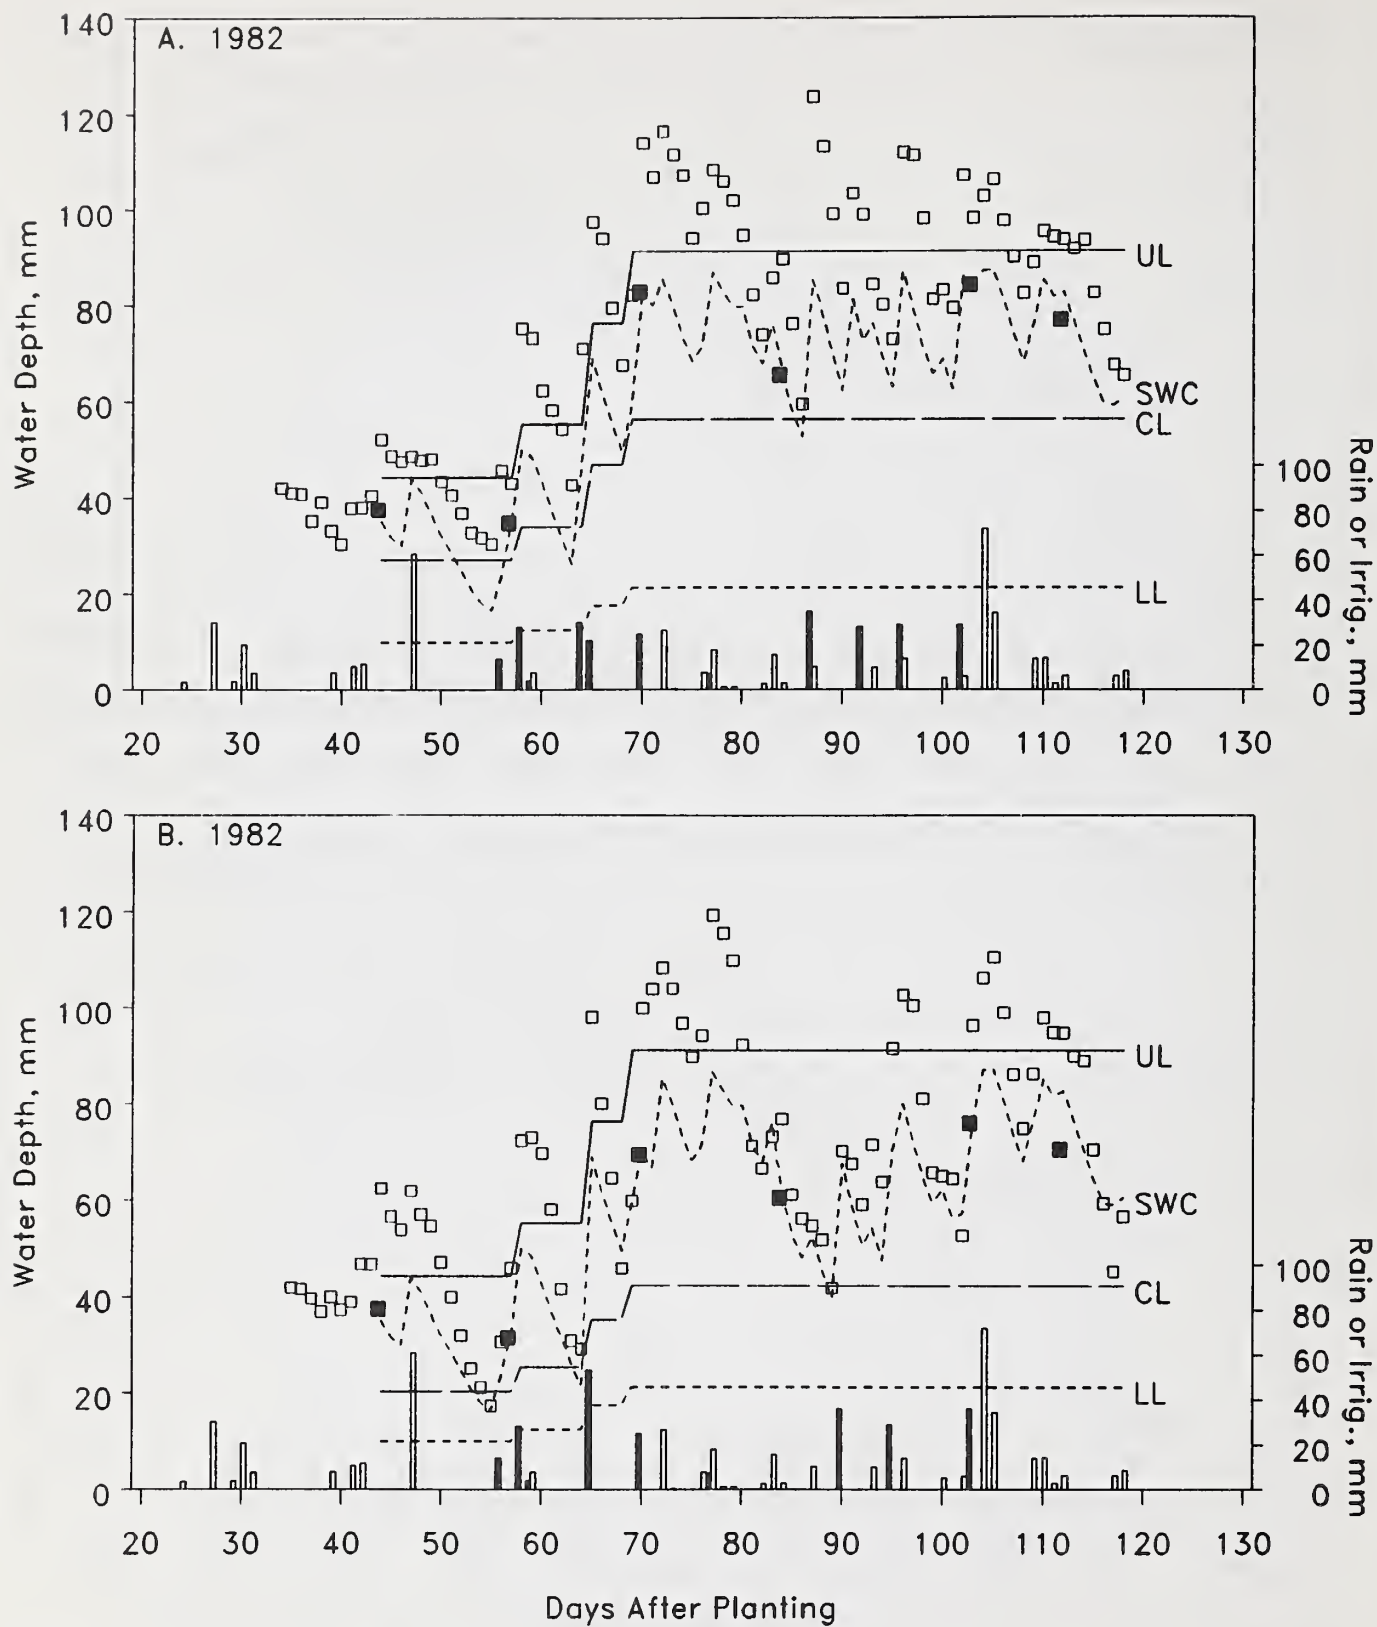 A. 1982
140
120
100
80
60
40
20
0
Water Depth, mm
UL
SWC
CL
LL
100
80
60
40
20
0
Rain or Irrig., mm
20 30 40 50 60 70 80 90 100 110 120 130
B. 1982
140
120
100
80
60
40
20
0
Water Depth, mm
UL
SWC
CL
LL
100
80
60
40
20
0
Rain or Irrig., mm
20 30 40 50 60 70 80 90 100 110 120 130
Days After Planting